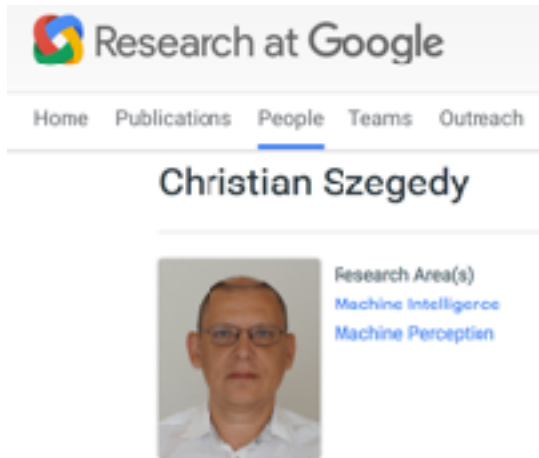 Research at Google
Home Publications People Teams Outreach
Christian Szegedy
Research Area(s)
Machine Intelligence
Machine Perception